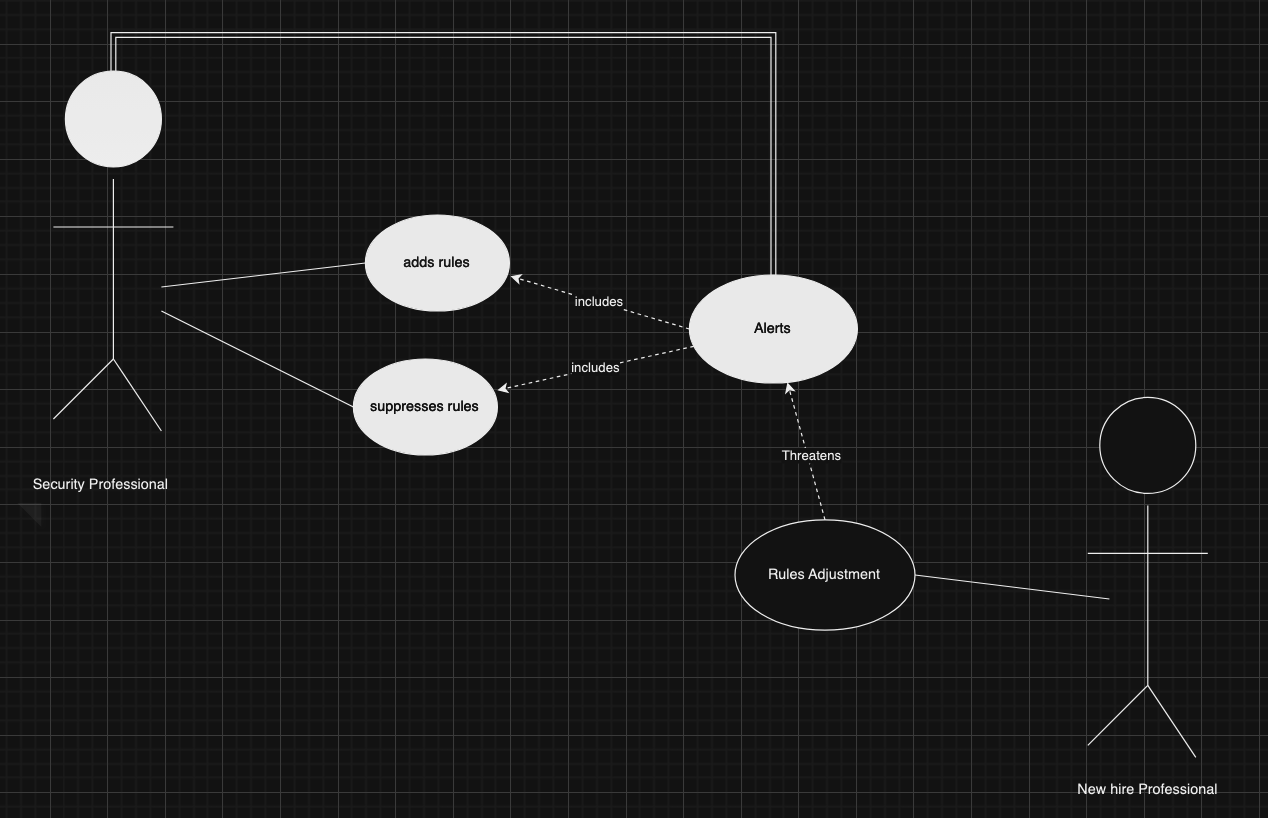 adds rules
includes
Alerts
includes
suppresses rules
Threatens
Security Professional
Rules Adjustment
New hire Professional